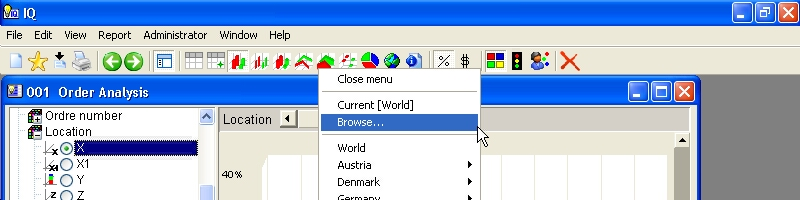 IQ
File Edit View Report Administrator Window Help
% $
001 Order Analysis
Ordre number
Location
X
X1
Y
Z
Location
40%
Close menu
Current [World]
Browse...
World
Austria
Denmark
Germany